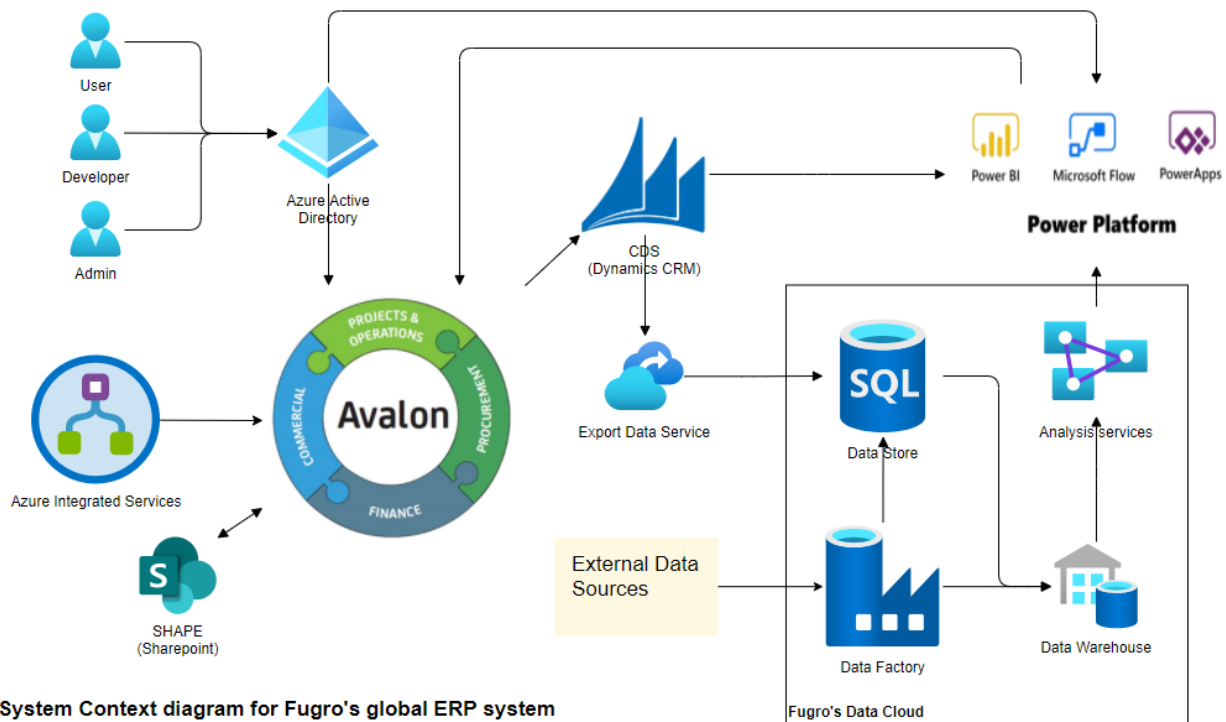 User
Developer
Admin
Azure Active
Directory
CDS
(Dynamics CRM)
Power BI
Microsoft Flow
PowerApps
Power Platform
PROJECTS &
OPERATIONS
COMMERCIAL
PROCUREMENT
FINANCE
Avalon
Azure Integrated Services
S
SHAPE
(Sharepoint)
Export Data Service
SQL
Data Store
Analysis services
External Data
Sources
Data Factory
Data Warehouse
System Context diagram for Fugro's global ERP system
Fugro's Data Cloud